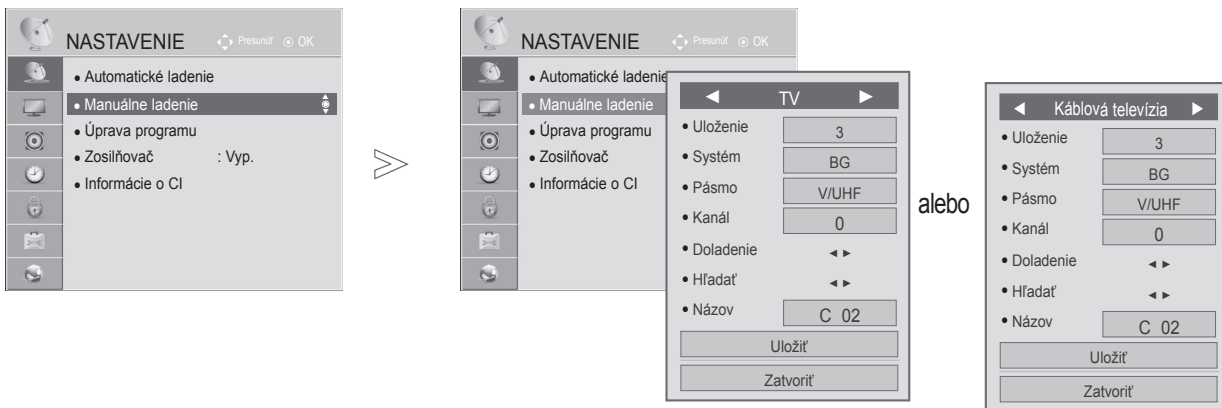 NASTAVENIE Presunúť OK
• Automatické ladenie
• Manuálne ladenie
• Úprava programu
• Zosilňovač : Vyp.
• Informácie o CI
NASTAVENIE Presunúť OK
• Automatické ladenie
• Manuálne ladenie
• Úprava programu
• Zosilňovač
• Informácie o CI
◄ TV ►
• Uloženie 3
• Systém BG
• Pásmo V/UHF
• Kanál 0
• Doladenie ◄ ►
• Hľadať ◄ ►
• Názov C 02
Uložiť
Zatvoriť
alebo
◄ Káblová televízia ►
• Uloženie 3
• Systém BG
• Pásmo V/UHF
• Kanál 0
• Doladenie ◄ ►
• Hľadať ◄ ►
• Názov C 02
Uložiť
Zatvoriť